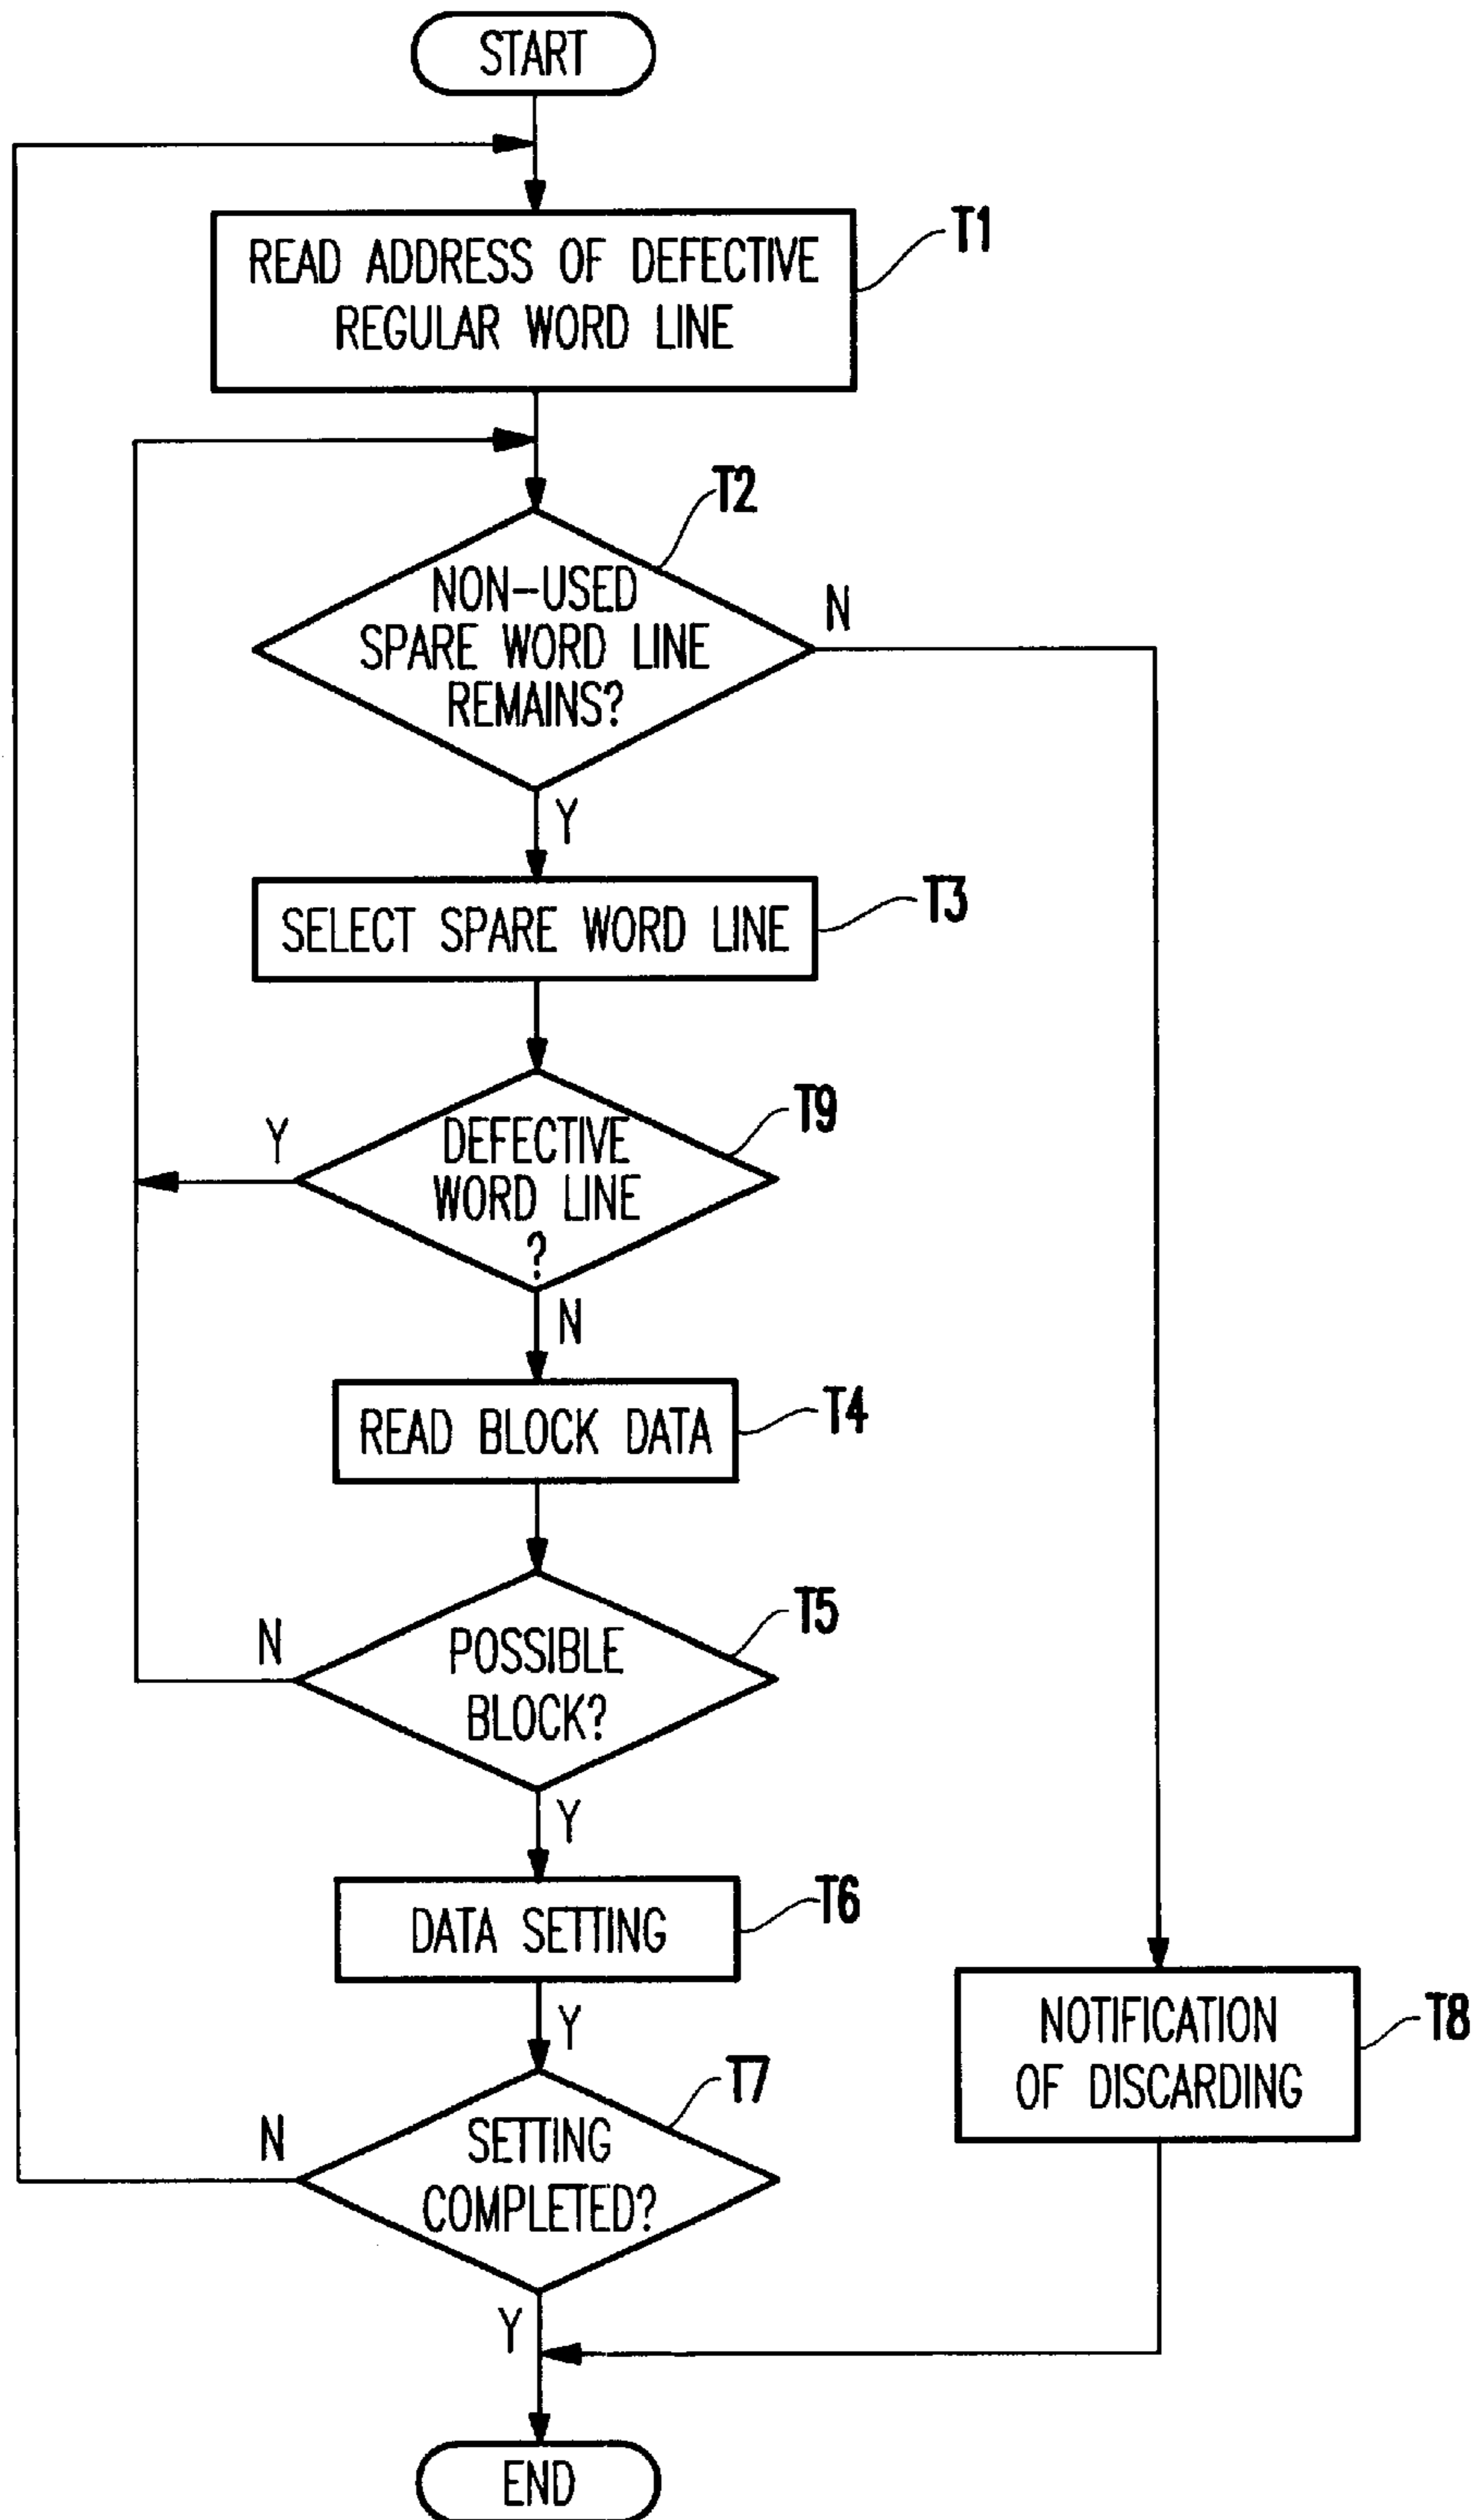 START
T1
READ ADDRESS OF DEFECTIVE
REGULAR WORD LINE
T2
NON-USED
SPARE WORD LINE
REMAINS?
N
Y
SELECT SPARE WORD LINE
T3
T9
DEFECTIVE
WORD LINE
?
Y
N
READ BLOCK DATA
T4
T5
POSSIBLE
BLOCK?
N
Y
DATA SETTING
T6
Y
NOTIFICATION
OF DISCARDING
T8
T7
SETTING
COMPLETED?
N
Y
END